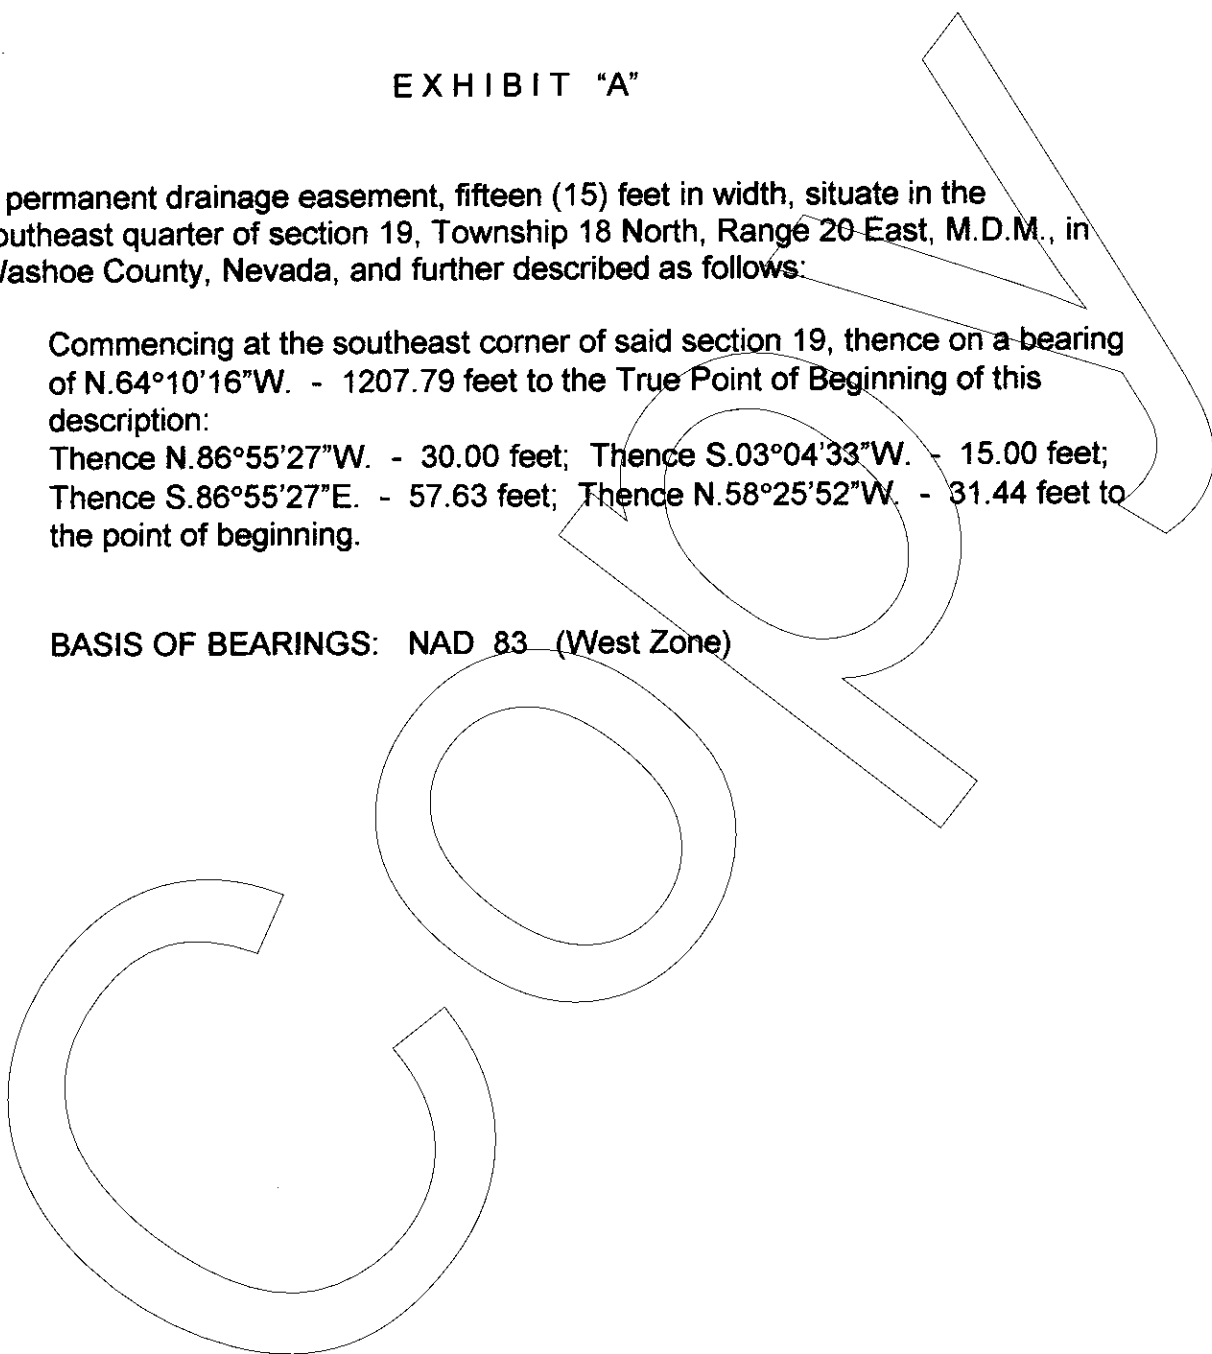 EXHIBIT "A"
permanent drainage easement, fifteen (15) feet in width, situate in the
outheast quarter of section 19, Township 18 North, Range 20 East, M.D.M., in
ashoe County, Nevada, and further described as follows:
Commencing at the southeast corner of said section 19, thence on a bearing
of N.64°10'16"W. - 1207.79 feet to the True Point of Beginning of this
description:
Thence N.86°55'27"W. - 30.00 feet; Thence S.03°04'33"W. - 15.00 feet;
Thence S.86°55'27"E. - 57.63 feet; Thence N.58°25'52"W. - 31.44 feet to
the point of beginning.
BASIS OF BEARINGS: NAD 83 (West Zone)
Copy